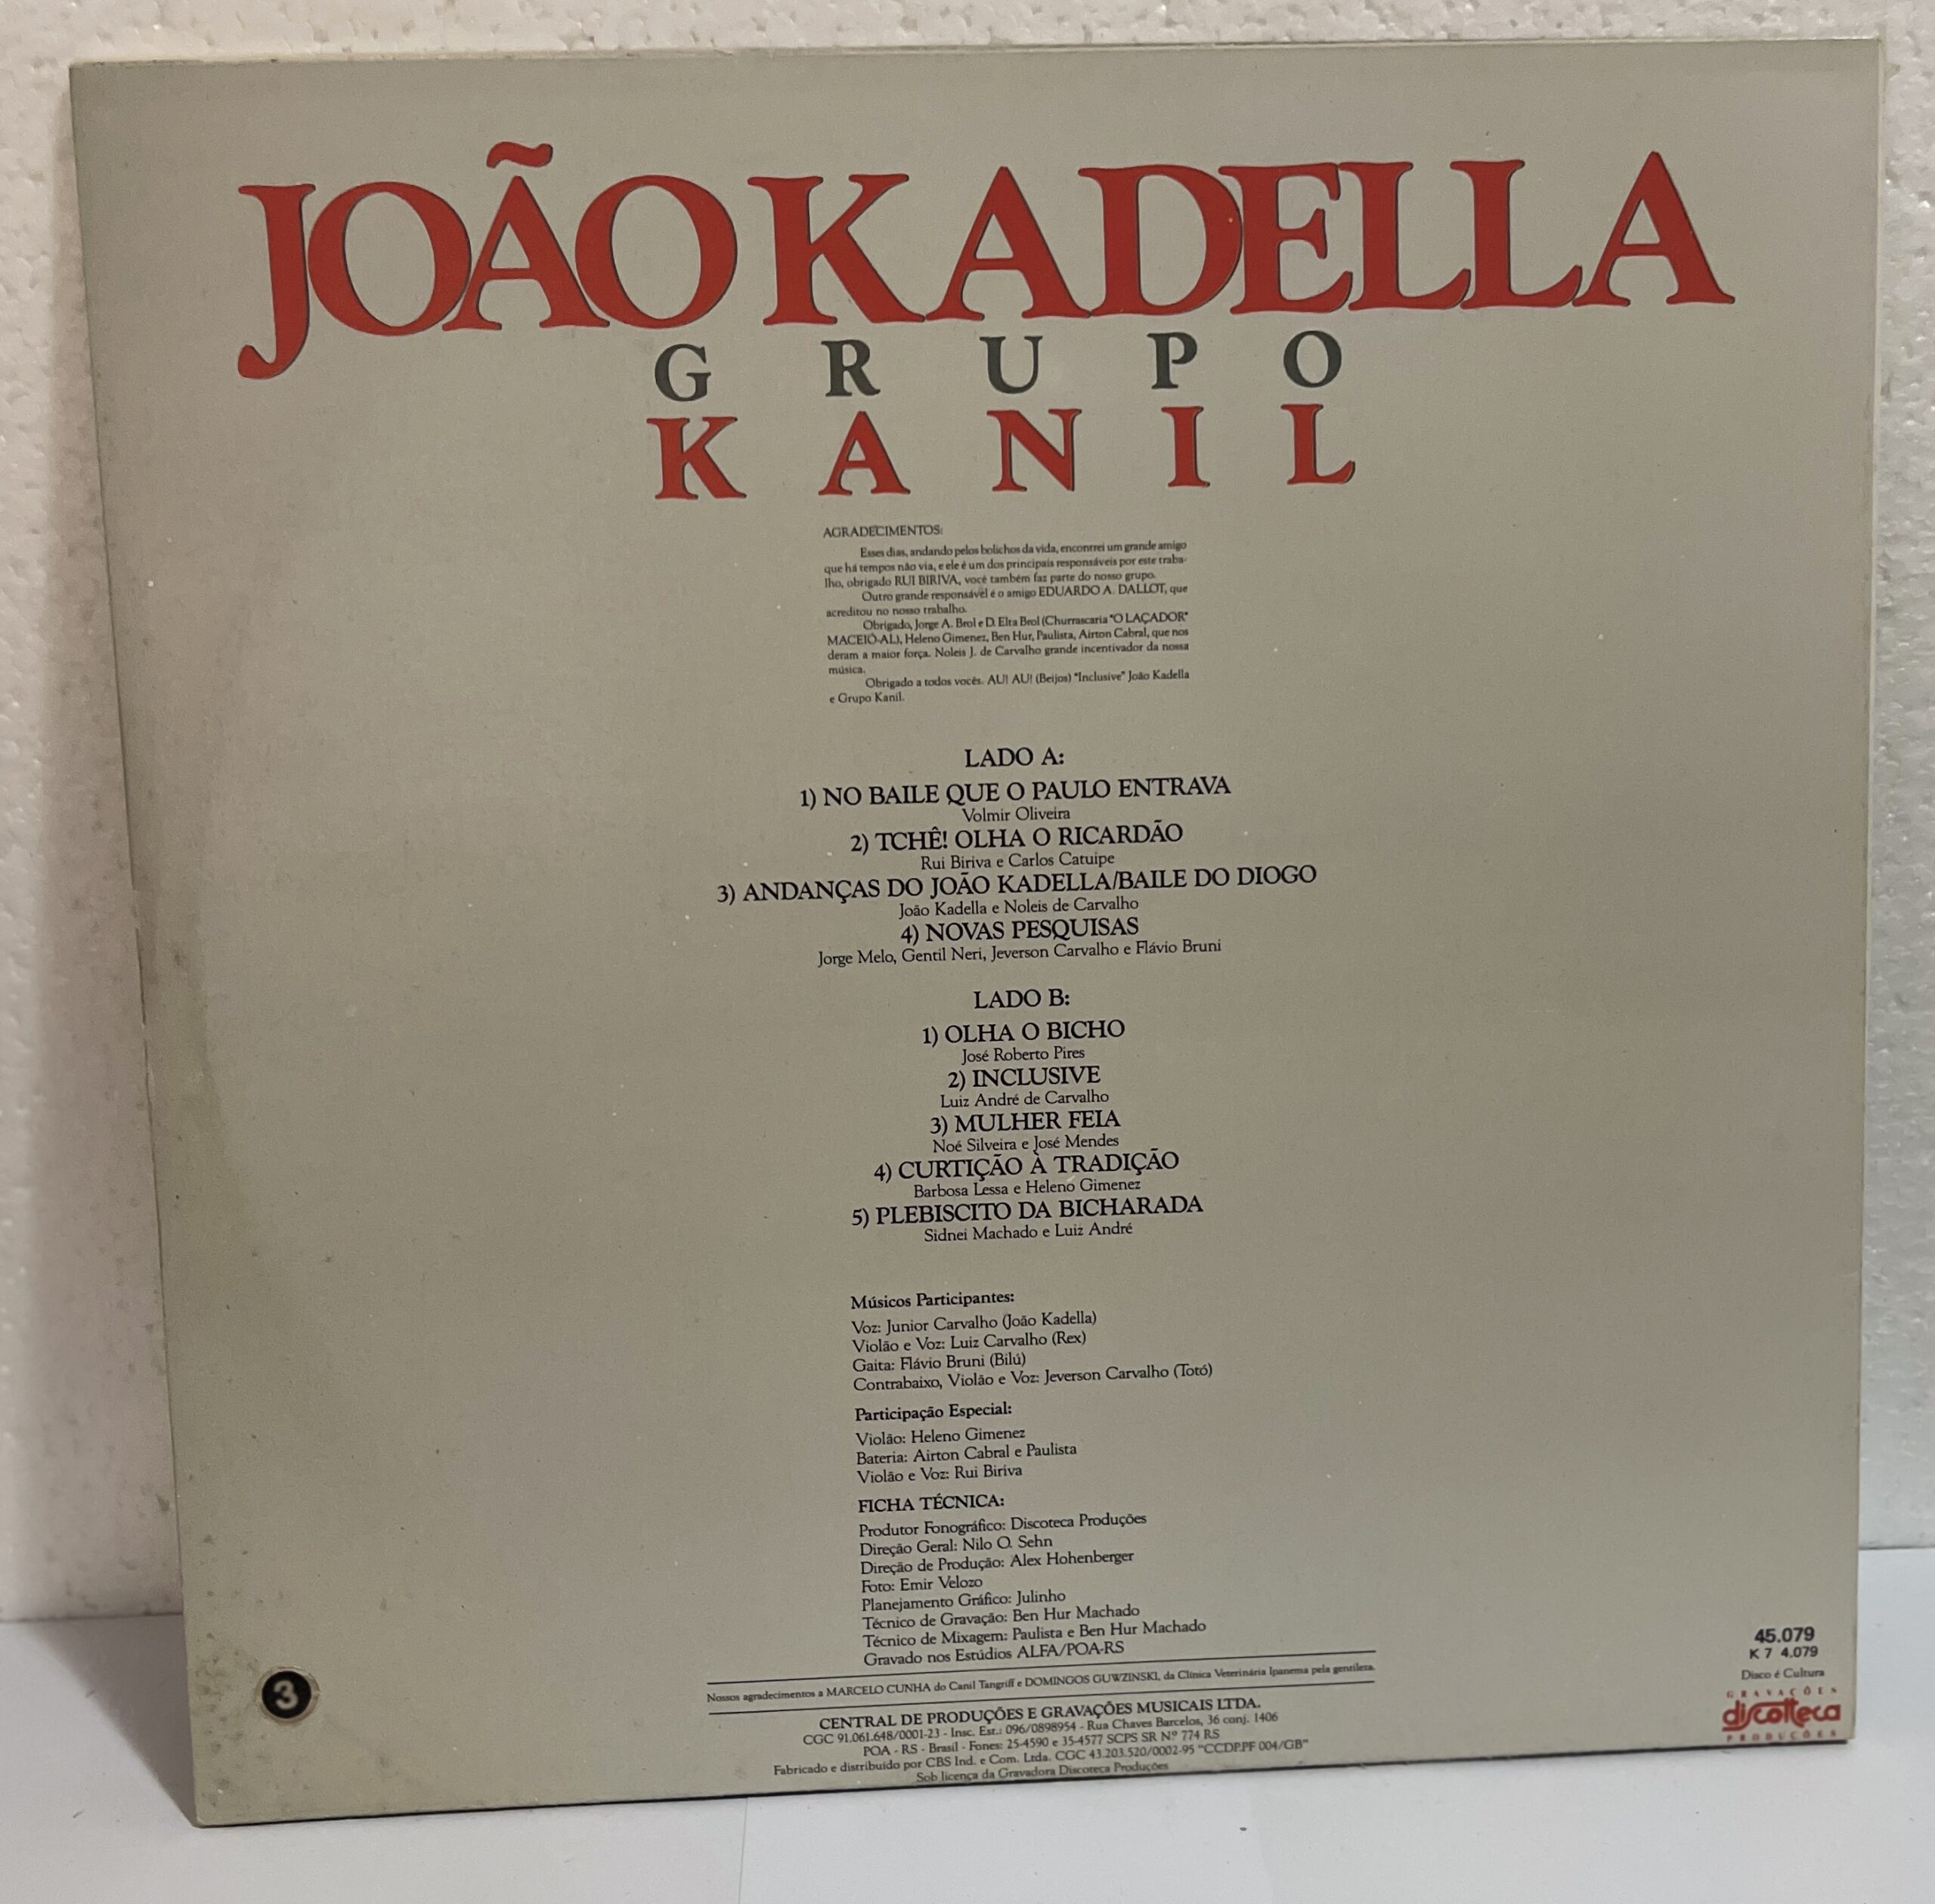 JOÃO KADELLA
GRUPO
KANIL
AGRADECIMENTOS:
Esses dias, andando pelos bolichos da vida, encontrei um grande amigo
que há tempos não via, e ele é um dos principais responsáveis por este traba-
lho, obrigado RUI BIRIVA, você também faz parte do nosso grupo.
Outro grande responsável é o amigo EDUARDO A. DALLOT, que
acreditou no nosso trabalho.
Obrigado, Jorge A. Brol e D. Elta Brol (Churrascaria "O LAÇADOR"
MACEIÓ-AL), Heleno Gimenez, Ben Hur, Paulista, Airton Cabral, que nos
deram a maior força. Noleis J. de Carvalho grande incentivador da nossa
música.
Obrigado a todos vocês. AU! AU! (Beijos) "Inclusive" João Kadella
e Grupo Kanil.
LADO A:
1) NO BAILE QUE O PAULO ENTRAVA
Volmir Oliveira
2) TCHÊ! OLHA O RICARDÃO
Rui Biriva e Carlos Catuipe
3) ANDANÇAS DO JOÃO KADELLA/BAILE DO DIOGO
João Kadella e Noleis de Carvalho
4) NOVAS PESQUISAS
Jorge Melo, Gentil Neri, Jeverson Carvalho e Flávio Bruni
LADO B:
1) OLHA O BICHO
José Roberto Pires
2) INCLUSIVE
Luiz André de Carvalho
3) MULHER FEIA
Noé Silveira e José Mendes
4) CURTIÇÃO À TRADIÇÃO
Barbosa Lessa e Heleno Gimenez
5) PLEBISCITO DA BICHARADA
Sidnei Machado e Luiz André
Músicos Participantes:
Voz: Junior Carvalho (João Kadella)
Violão e Voz: Luiz Carvalho (Rex)
Gaita: Flávio Bruni (Bilú)
Contrabaixo, Violão e Voz: Jeverson Carvalho (Totó)
Participação Especial:
Violão: Heleno Gimenez
Bateria: Airton Cabral e Paulista
Violão e Voz: Rui Biriva
FICHA TÉCNICA:
Produtor Fonográfico: Discoteca Produções
Direção Geral: Nilo O. Sehn
Direção de Produção: Alex Hohenberger
Foto: Emir Velozo
Planejamento Gráfico: Julinho
Técnico de Gravação: Ben Hur Machado
Técnico de Mixagem: Paulista e Ben Hur Machado
Gravado nos Estúdios ALFA/POA-RS
Nossos agradecimentos a MARCELO CUNHA do Canil Tangriff e DOMINGOS GUWZINSKI, da Clínica Veterinária Ipanema pela gentileza.
CENTRAL DE PRODUÇÕES E GRAVAÇÕES MUSICAIS LTDA.
CGC 91.061.648/0001-23 - Insc. Est.: 096/0898954 - Rua Chaves Barcelos, 36 conj. 1406
POA - RS - Brasil - Fones: 25-4590 e 35-4577 SCPS SR Nº 774 RS
Fabricado e distribuído por CBS Ind. e Com. Ltda. CGC 43.203.520/0002-95 "CCDP.PF 004/GB"
Sob licença da Gravadora Discoteca Produções
3
45.079
K 7 4.079
Disco é Cultura
GRAVAÇÕES
discoteca
PRODUÇÕES